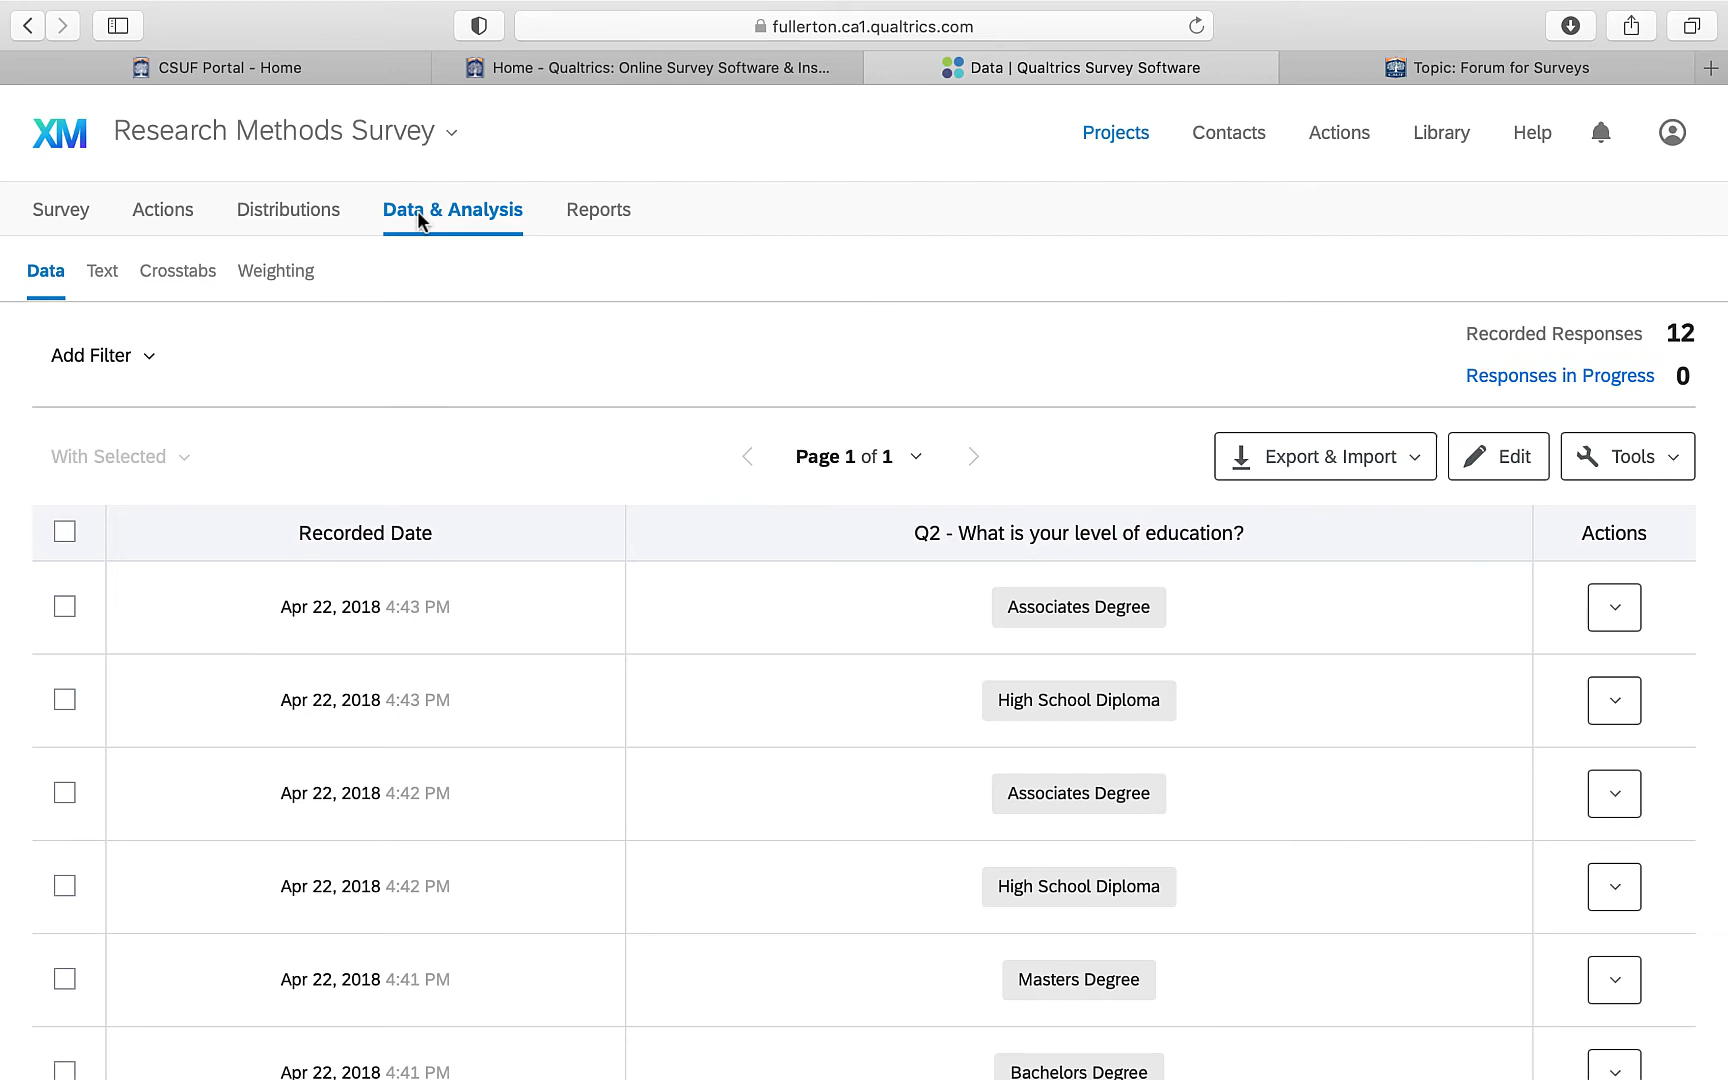 fullerton.ca1.qualtrics.com
CSUF Portal - Home
Home - Qualtrics: Online Survey Software & Ins...
Data | Qualtrics Survey Software
Topic: Forum for Surveys
XM
Research Methods Survey
Projects
Contacts
Actions
Library
Help
Survey
Actions
Distributions
Data & Analysis
Reports
Data
Text
Crosstabs
Weighting
Recorded Responses 12
Add Filter
Responses in Progress 0
With Selected
Page 1 of 1
Export & Import
Edit
Tools
Recorded Date
Q2 - What is your level of education?
Actions
Apr 22, 2018 4:43 PM
Associates Degree
Apr 22, 2018 4:43 PM
High School Diploma
Apr 22, 2018 4:42 PM
Associates Degree
Apr 22, 2018 4:42 PM
High School Diploma
Apr 22, 2018 4:41 PM
Masters Degree
Apr 22, 2018 4:41 PM
Bachelors Degree